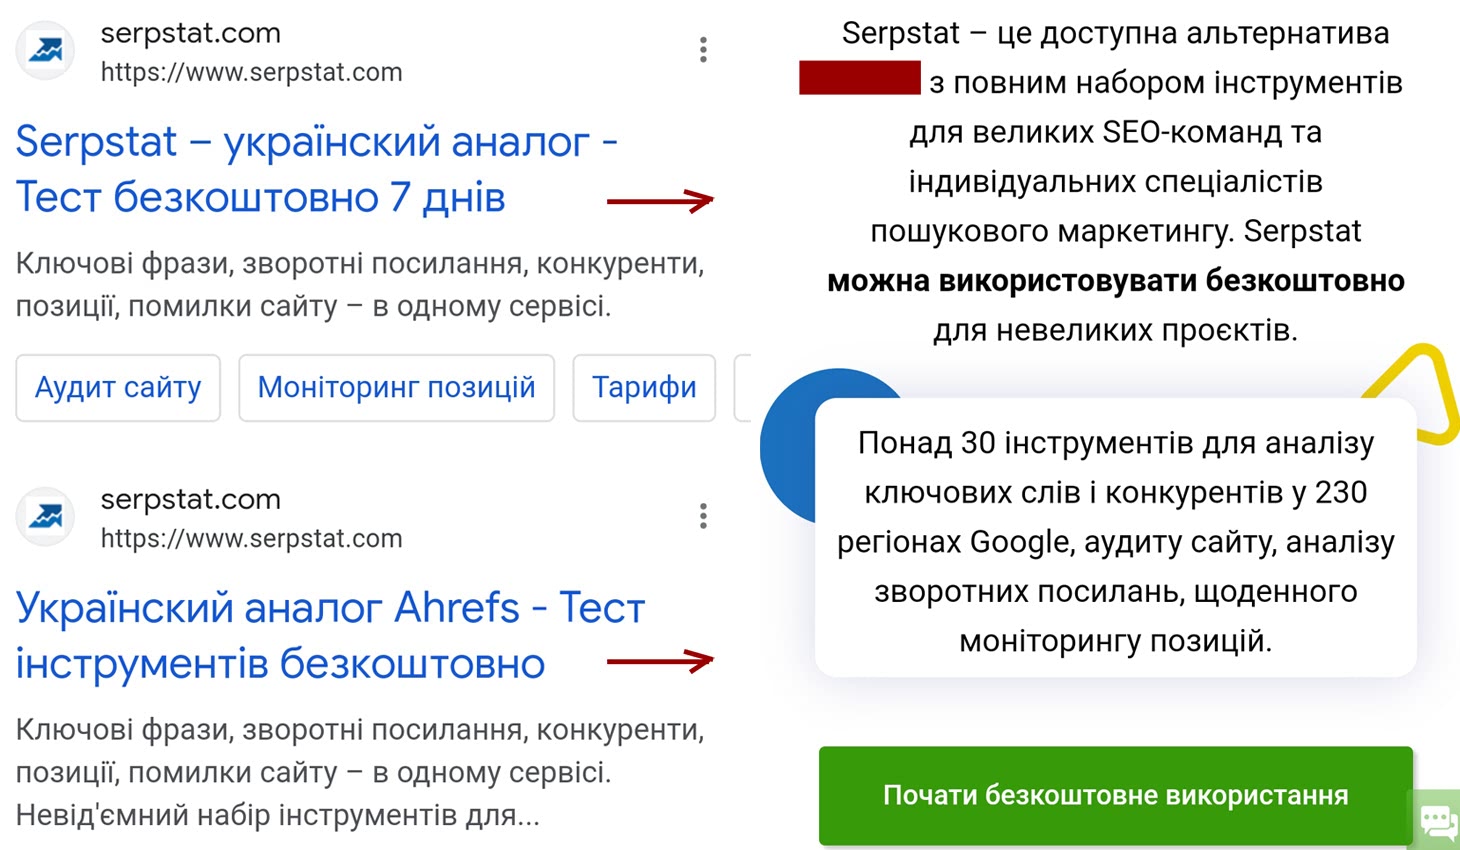 serpstat.com
https://www.serpstat.com
Serpstat – українский аналог -
Тест безкоштовно 7 днів
Ключові фрази, зворотні посилання, конкуренти,
позиції, помилки сайту – в одному сервісі.
Аудит сайту
Моніторинг позицій
Тарифи
serpstat.com
https://www.serpstat.com
Українский аналог Ahrefs - Тест
інструментів безкоштовно
Ключові фрази, зворотні посилання, конкуренти,
позиції, помилки сайту – в одному сервісі.
Невід'ємний набір інструментів для...
Serpstat – це доступна альтернатива
з повним набором інструментів
для великих SEO-команд та
індивідуальних спеціалістів
пошукового маркетингу. Serpstat
можна використовувати безкоштовно
для невеликих проєктів.
Понад 30 інструментів для аналізу
ключових слів і конкурентів у 230
регіонах Google, аудиту сайту, аналізу
зворотних посилань, щоденного
моніторингу позицій.
Почати безкоштовне використання